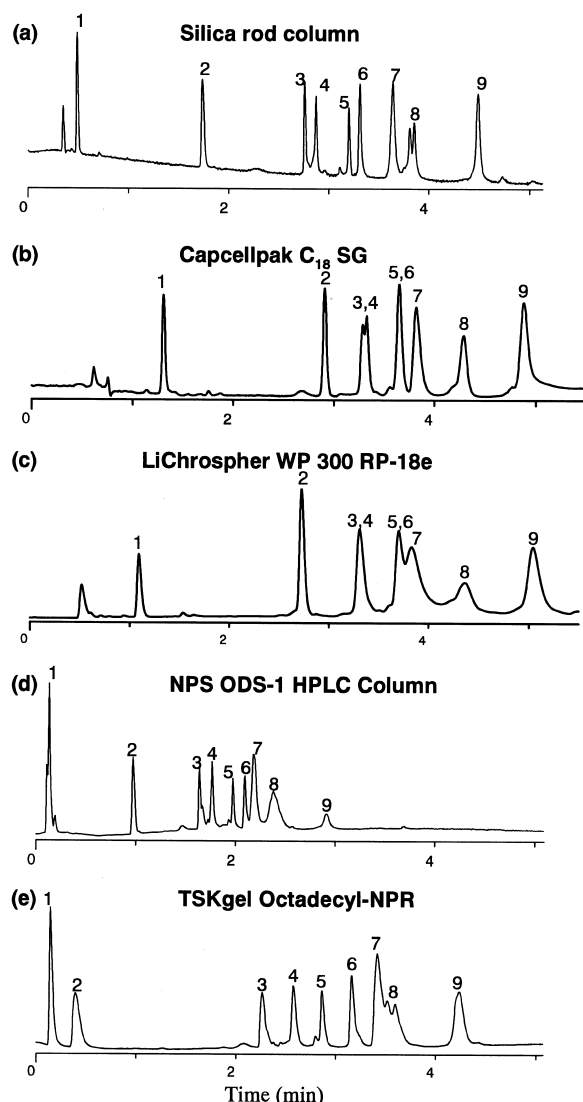 (a) Silica rod column
1 2 3 4 5 6 7 8 9
0 2 4
(b) Capcellpak C18 SG
1 2 3,4 5,6 7 8 9
0 2 4
(c) LiChrospher WP 300 RP-18e
1 2 3,4 5,6 7 8 9
0 2 4
(d) NPS ODS-1 HPLC Column
1 2 3 4 5 6 7 8 9
0 2 4
(e) TSKgel Octadecyl-NPR
1 2 3 4 5 6 7 8 9
0 2 4
Time (min)